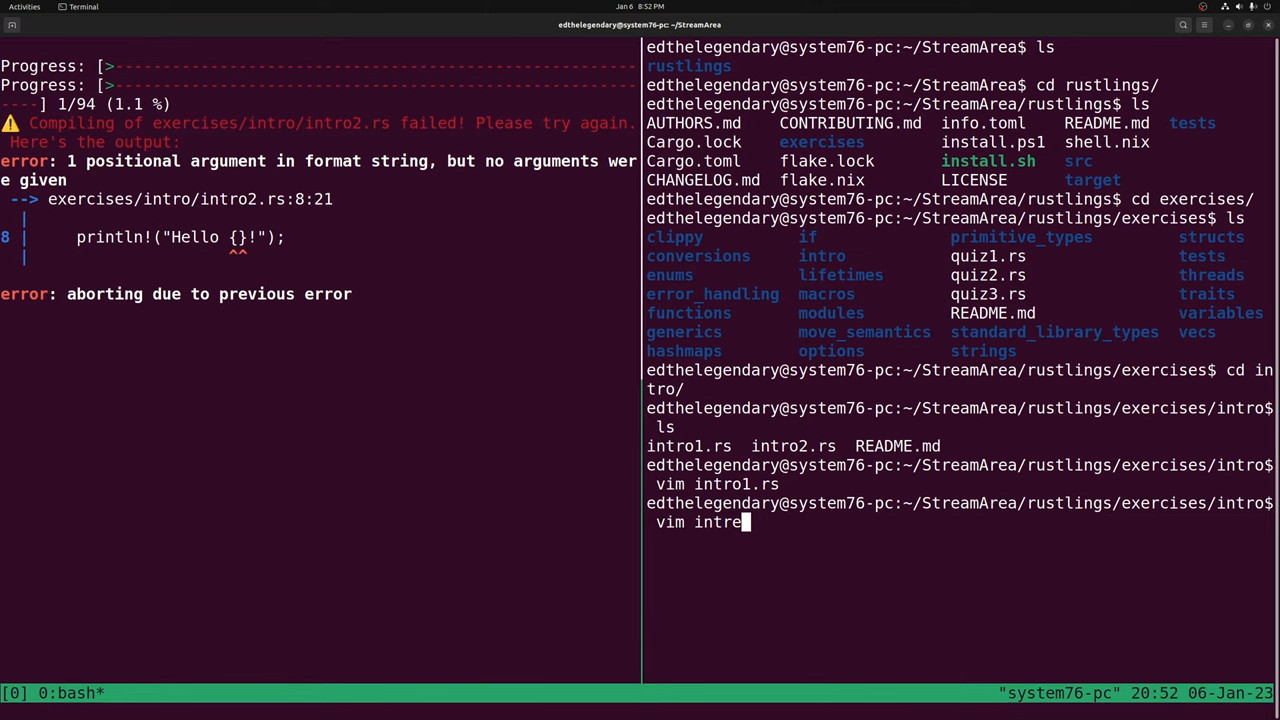 Activities Terminal Jan 6 8:52 PM
edthelegendary@system76-pc: ~/StreamArea
Progress: [>-----------------------------------------------------
Progress: [>-----------------------------------------------------
----] 1/94 (1.1 %)
⚠️ Compiling of exercises/intro/intro2.rs failed! Please try again.
Here's the output:
error: 1 positional argument in format string, but no arguments wer
e given
--> exercises/intro/intro2.rs:8:21
|
8 | println!("Hello {}!");
| ^^
error: aborting due to previous error
edthelegendary@system76-pc:~/StreamArea$ ls
rustlings
edthelegendary@system76-pc:~/StreamArea$ cd rustlings/
edthelegendary@system76-pc:~/StreamArea/rustlings$ ls
AUTHORS.md CONTRIBUTING.md info.toml README.md tests
Cargo.lock exercises install.ps1 shell.nix
Cargo.toml flake.lock install.sh src
CHANGELOG.md flake.nix LICENSE target
edthelegendary@system76-pc:~/StreamArea/rustlings$ cd exercises/
edthelegendary@system76-pc:~/StreamArea/rustlings/exercises$ ls
clippy if primitive_types structs
conversions intro quiz1.rs tests
enums lifetimes quiz2.rs threads
error_handling macros quiz3.rs traits
functions modules README.md variables
generics move_semantics standard_library_types vecs
hashmaps options strings
edthelegendary@system76-pc:~/StreamArea/rustlings/exercises$ cd in
tro/
edthelegendary@system76-pc:~/StreamArea/rustlings/exercises/intro$
ls
intro1.rs intro2.rs README.md
edthelegendary@system76-pc:~/StreamArea/rustlings/exercises/intro$
vim intro1.rs
edthelegendary@system76-pc:~/StreamArea/rustlings/exercises/intro$
vim intre
[0] 0:bash* "system76-pc" 20:52 06-Jan-23